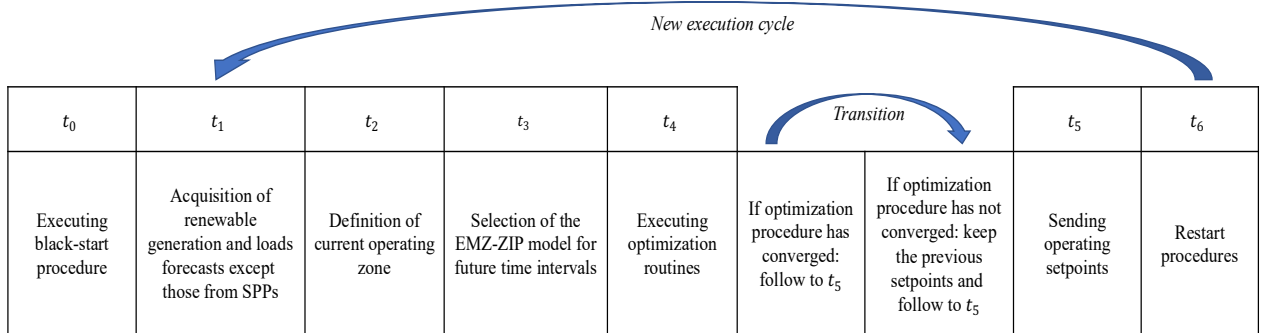 New execution cycle
t0
t1
t2
t3
t4
Transition
t5
t6
Executing
black-start
procedure
Acquisition of
renewable
generation and loads
forecasts except
those from SPPs
Definition of
current operating
zone
Selection of the
EMZ-ZIP model for
future time intervals
Executing
optimization
routines
If optimization
procedure has
converged:
follow to t5
If optimization
procedure has not
converged: keep
the previous
setpoints and
follow to t5
Sending
operating
setpoints
Restart
procedures